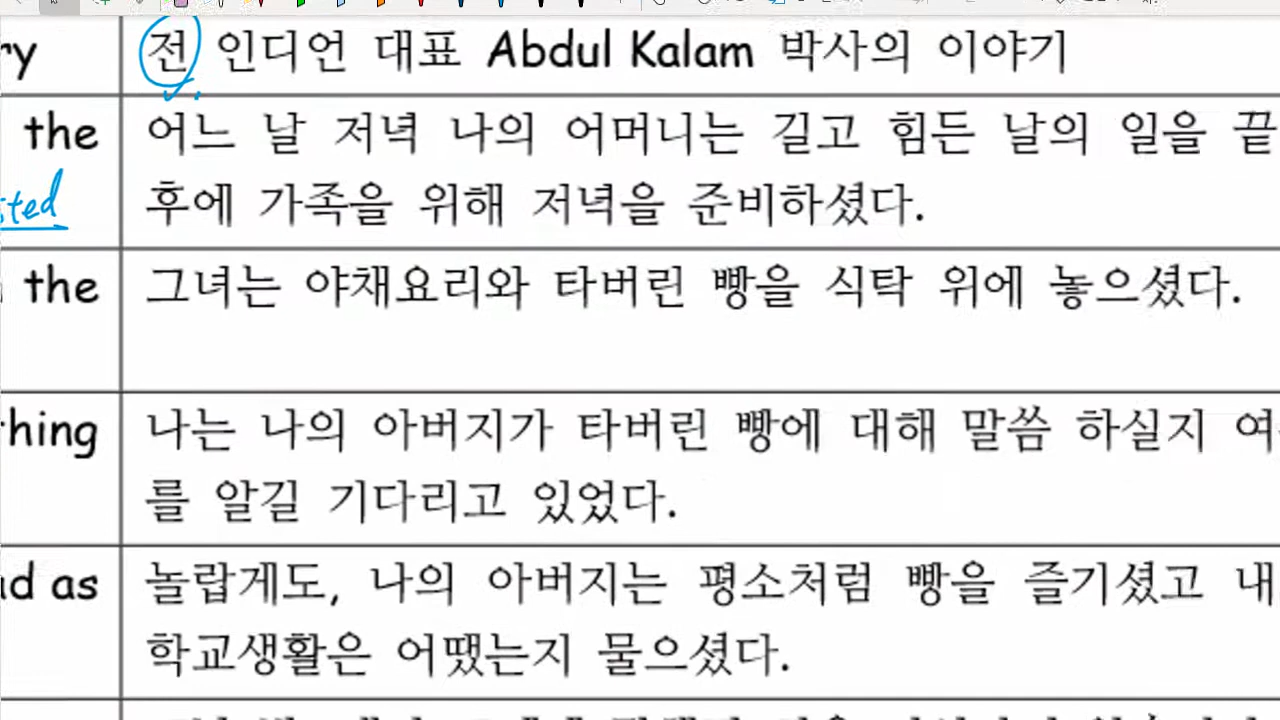 전 인디언 대표 Abdul Kalam 박사의 이야기
the 어느 날 저녁 나의 어머니는 길고 힘든 날의 일을 끝
후에 가족을 위해 저녁을 준비하셨다.
the 그녀는 야채요리와 타버린 빵을 식탁 위에 놓으셨다.
나는 나의 아버지가 타버린 빵에 대해 말씀 하실지 여
를 알길 기다리고 있었다.
as 놀랍게도, 나의 아버지는 평소처럼 빵을 즐기셨고 내
학교생활은 어땠는지 물으셨다.